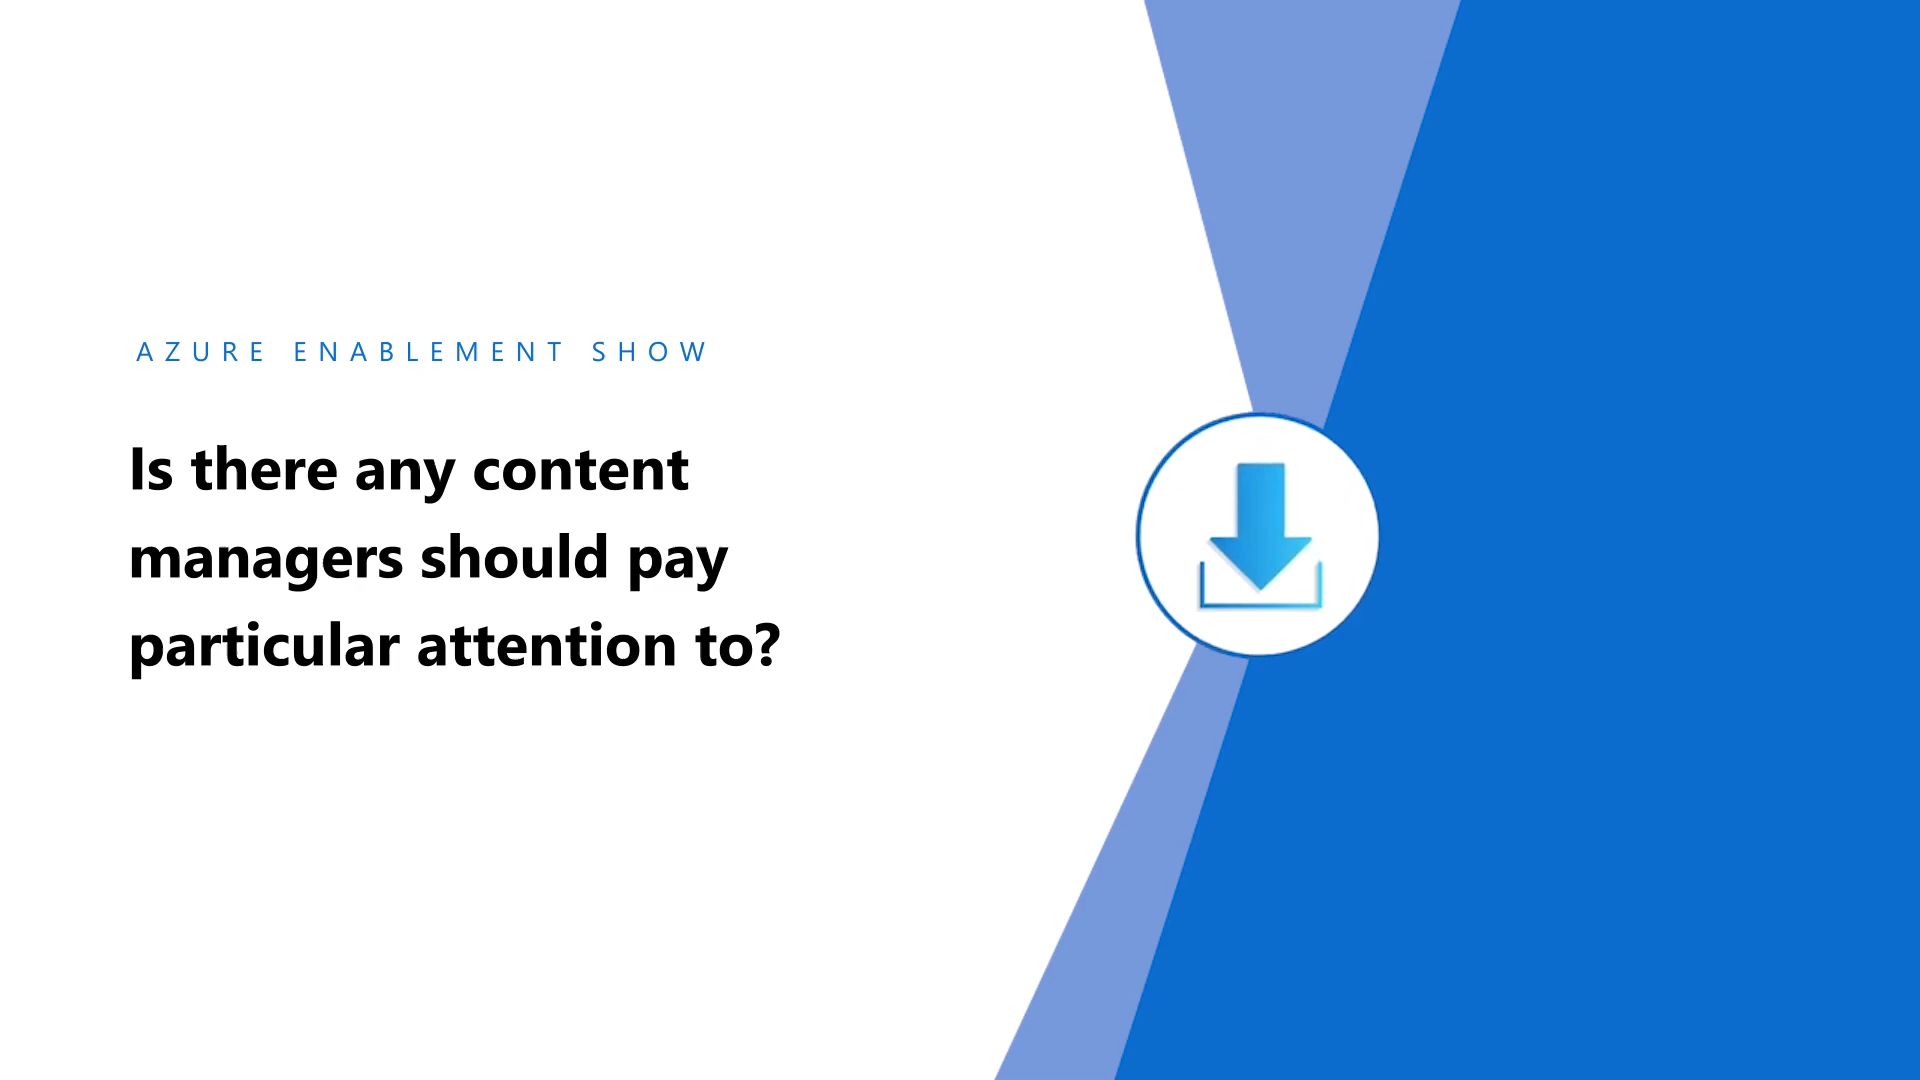 AZURE ENABLEMENT SHOW
Is there any content
managers should pay
particular attention to?